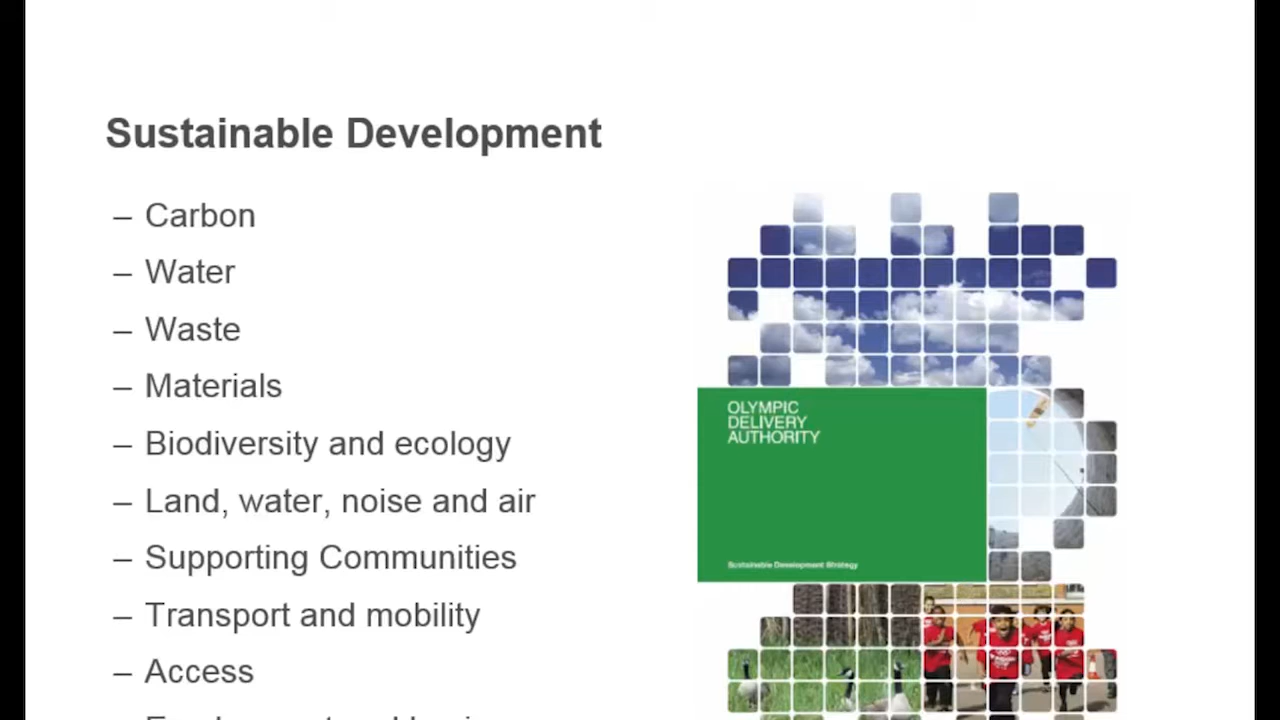 Sustainable Development
– Carbon
– Water
– Waste
– Materials
– Biodiversity and ecology
– Land, water, noise and air
– Supporting Communities
– Transport and mobility
– Access
OLYMPIC
DELIVERY
AUTHORITY
Sustainable Development Strategy